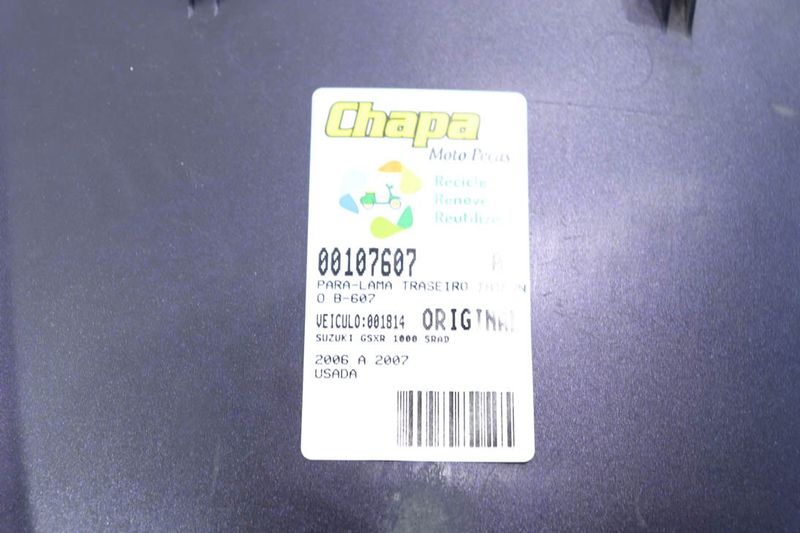 Chapa
Moto Peças
Recicle
Renove
Reutilize
00107607
PARA-LAMA TRASEIRO
O B-607
VEICULO:001814 ORIGINAL
SUZUKI GSXR 1000 SRAD
2006 A 2007
USADA